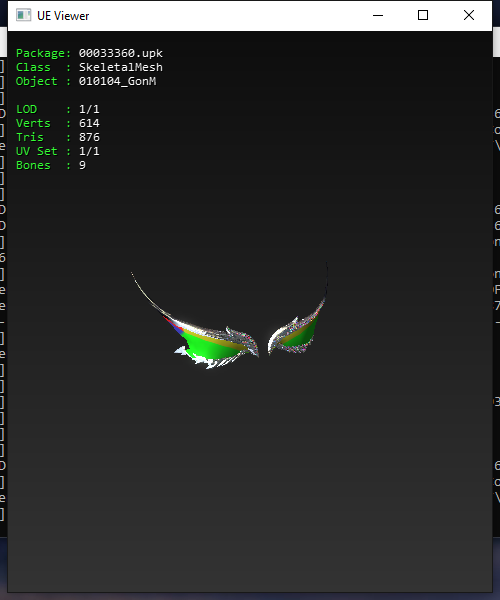 UE Viewer
Package: 00033360.upk
Class  : SkeletalMesh
Object : 010104_GonM
LOD    : 1/1
Verts  : 614
Tris   : 876
UV Set : 1/1
Bones  : 9